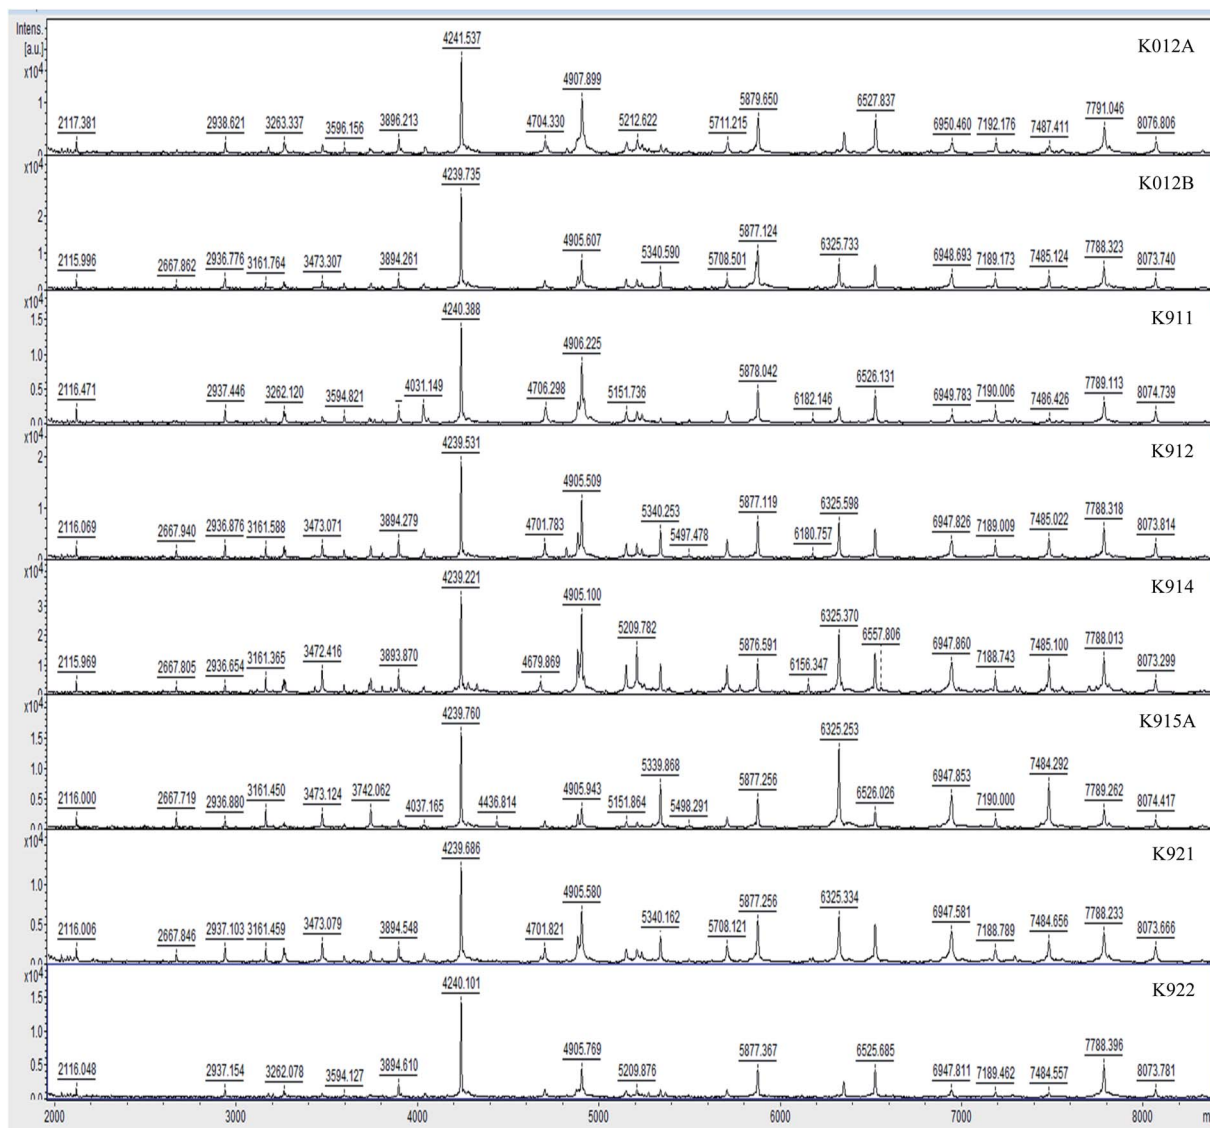 Intens.
[a.u.]
x10⁴
1
0
K012A
2117.381 2938.621 3263.337 3596.156 3896.213 4241.537 4704.330 4907.899 5212.622 5711.215 5879.650 6527.837 6950.460 7192.176 7487.411 7791.046 8076.806
x10⁴
2
1
0
K012B
2115.996 2667.862 2936.776 3161.764 3473.307 3894.261 4239.735 4905.607 5340.590 5708.501 5877.124 6325.733 6948.693 7189.173 7485.124 7788.323 8073.740
x10⁴
1.5
1.0
0.5
0.0
K911
2116.471 2937.446 3262.120 3594.821 4031.149 4240.388 4706.298 4906.225 5151.736 5878.042 6182.146 6526.131 6949.783 7190.006 7486.426 7789.113 8074.739
x10⁴
2
1
0
K912
2116.069 2667.940 2936.876 3161.588 3473.071 3894.279 4239.531 4701.783 4905.509 5340.253 5497.478 5877.119 6180.757 6325.598 6947.826 7189.009 7485.022 7788.318 8073.814
x10⁴
3
2
1
0
K914
2115.969 2667.805 2936.654 3161.365 3472.416 3893.870 4239.221 4679.869 4905.100 5209.782 5876.591 6156.347 6325.370 6557.806 6947.860 7188.743 7485.100 7788.013 8073.299
x10⁴
1.5
1.0
0.5
0.0
K915A
2116.000 2667.719 2936.880 3161.450 3473.124 3742.062 4037.165 4239.760 4436.814 4905.943 5151.864 5339.868 5498.291 5877.256 6325.253 6526.026 6947.853 7190.000 7484.292 7789.262 8074.417
x10⁴
1.0
0.5
0.0
K921
2116.006 2667.846 2937.103 3161.459 3473.079 3894.548 4239.686 4701.821 4905.580 5340.162 5708.121 5877.256 6325.334 6947.581 7188.789 7484.656 7788.233 8073.666
x10⁴
1.5
1.0
0.5
0.0
K922
2116.048 2937.154 3262.078 3594.127 3894.610 4240.101 4905.769 5209.876 5877.367 6525.685 6947.811 7189.462 7484.557 7788.396 8073.781
2000 3000 4000 5000 6000 7000 8000 m